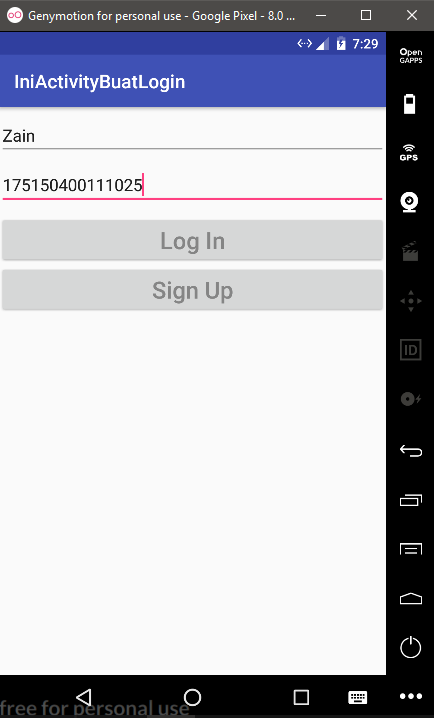 Genymotion for personal use - Google Pixel - 8.0 ...
7:29
Open
GAPPS
IniActivityBuatLogin
Zain
GPS
175150400111025
Log In
Sign Up
ID
free for personal use